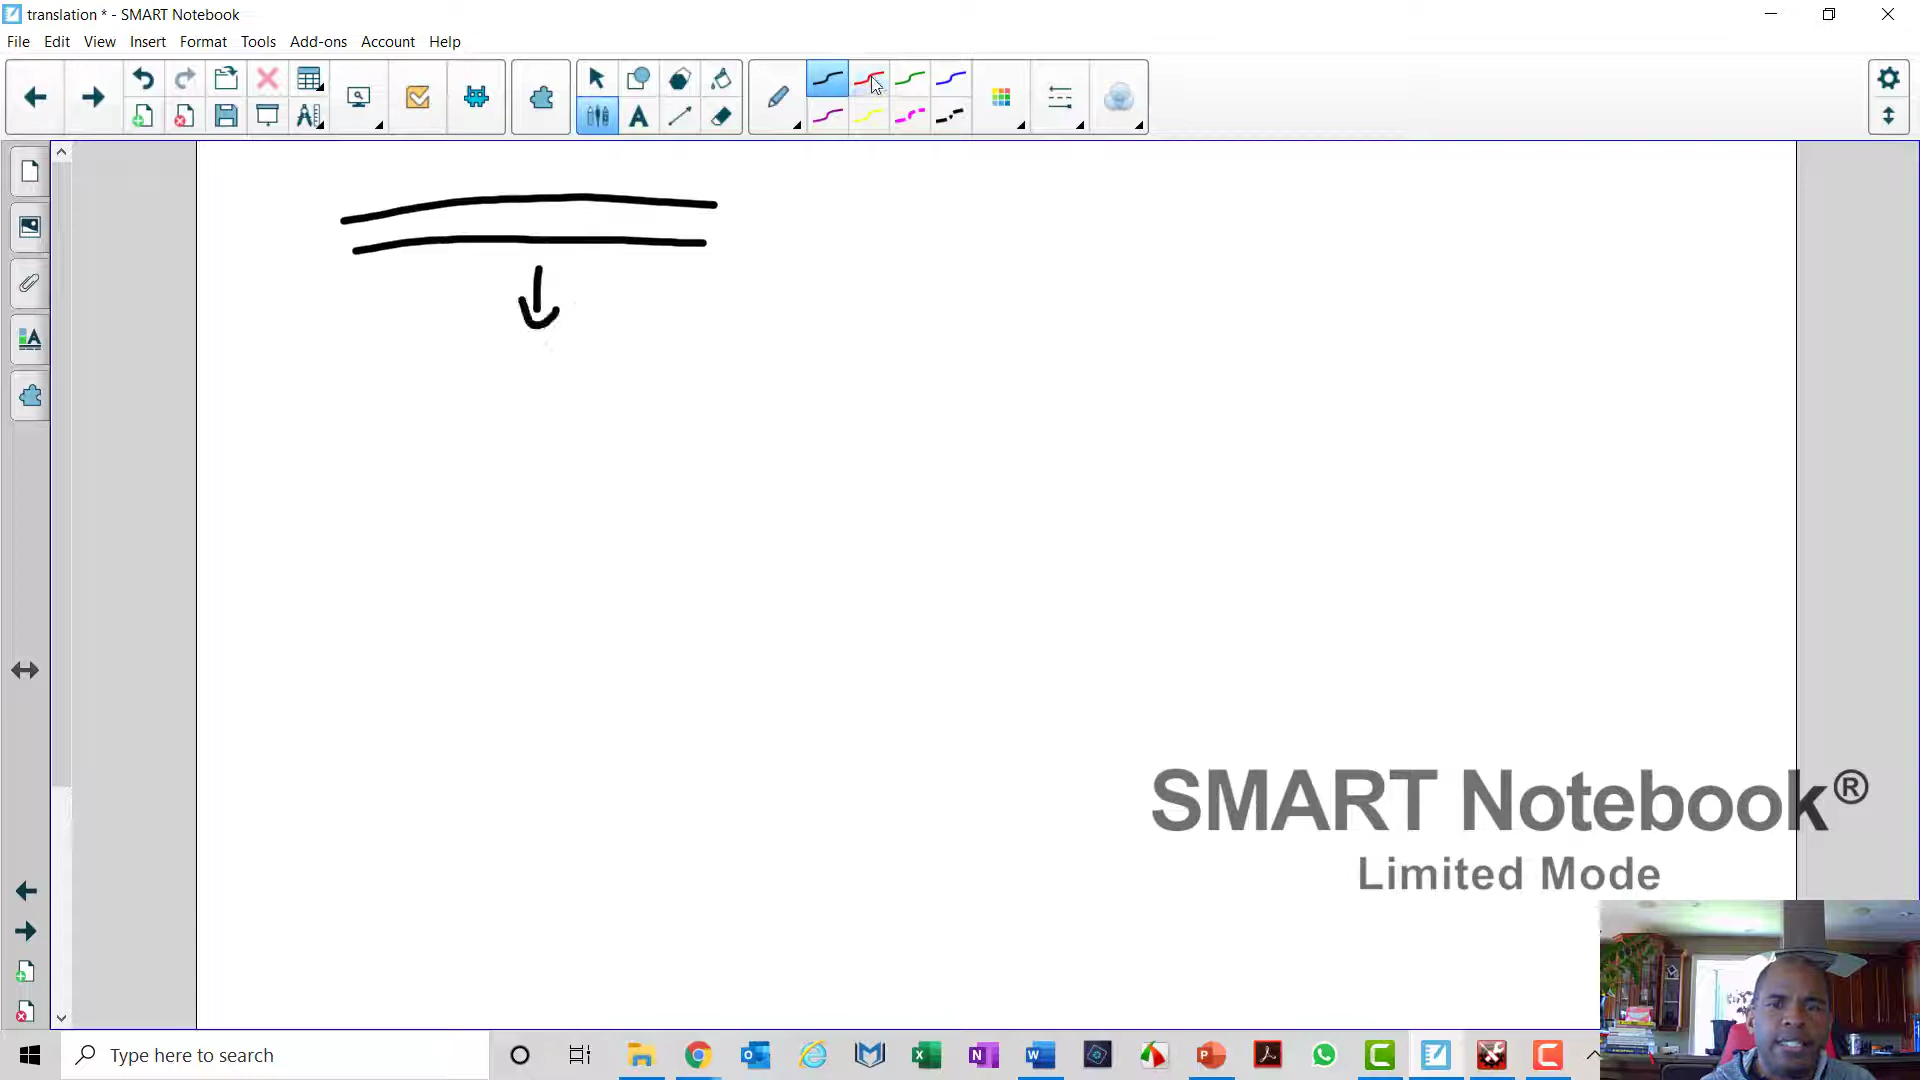 translation * - SMART Notebook
File Edit View Insert Format Tools Add-ons Account Help
SMART Notebook®
Limited Mode
Type here to search